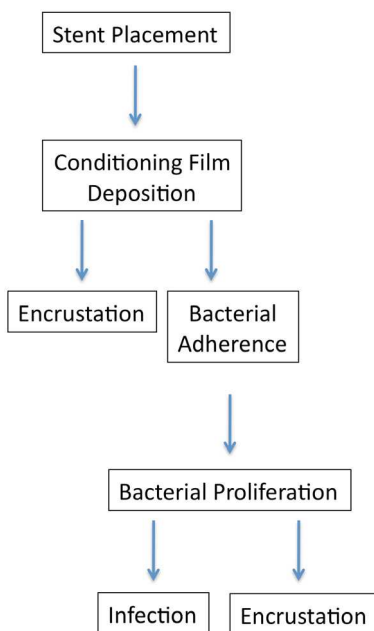 Stent Placement
Conditioning Film
Deposition
Encrustation
Bacterial
Adherence
Bacterial Proliferation
Infection
Encrustation